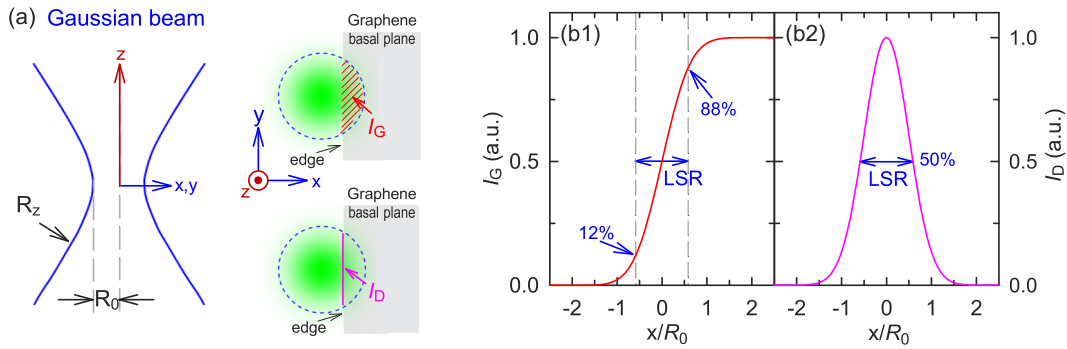 (a) Gaussian beam
z
x,y
R_z
R_0
Graphene
basal plane
I_G
edge
y
x
z
Graphene
basal plane
I_D
edge
(b1)
I_G (a.u.)
1.0
0.5
0.0
88%
LSR
12%
-2 -1 0 1 2
x/R_0
(b2)
50%
LSR
-2 -1 0 1 2
x/R_0
1.0
0.5
0.0
I_D (a.u.)